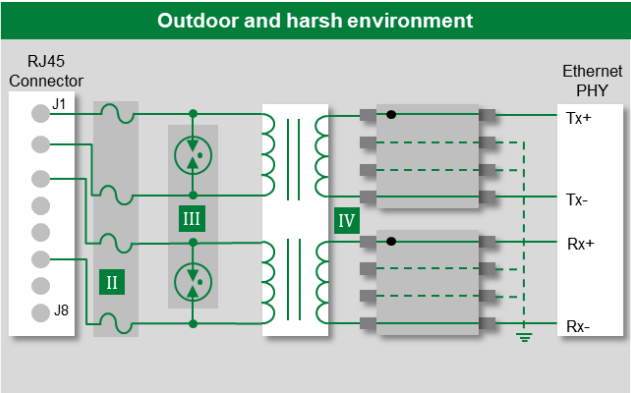 Outdoor and harsh environment
RJ45
Connector
Ethernet
PHY
J1
Tx+
Tx-
III
IV
Rx+
II
J8
Rx-